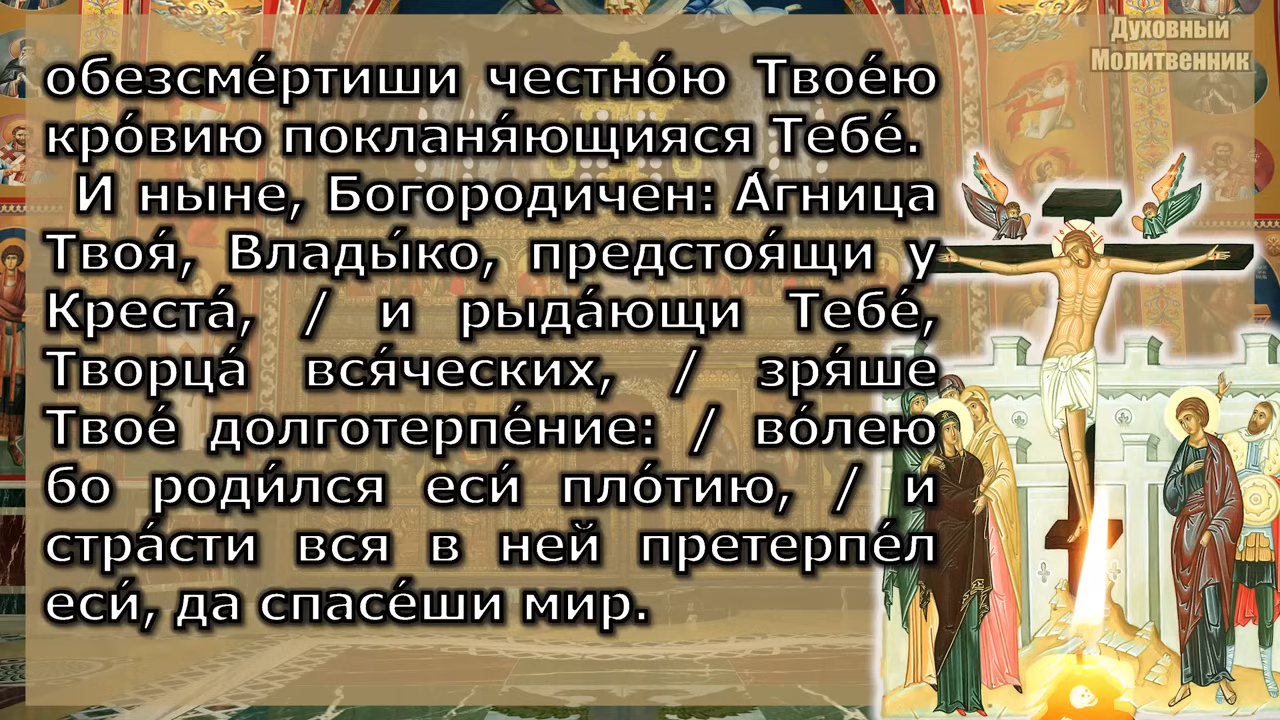 Духовный
Молитвенник
обезсме́ртиши честно́ю Твое́ю
кро́вию покланя́ющияся Тебе́.
И ныне, Богородичен: А́гница
Твоя́, Влады́ко, предстоя́щи у
Креста́, / и рыда́ющи Тебе́,
Творца́ вся́ческих, / зря́ше
Твое́ долготерпе́ние: / во́лею
бо роди́лся еси́ пло́тию, / и
стра́сти вся в ней претерпе́л
еси́, да спасе́ши мир.